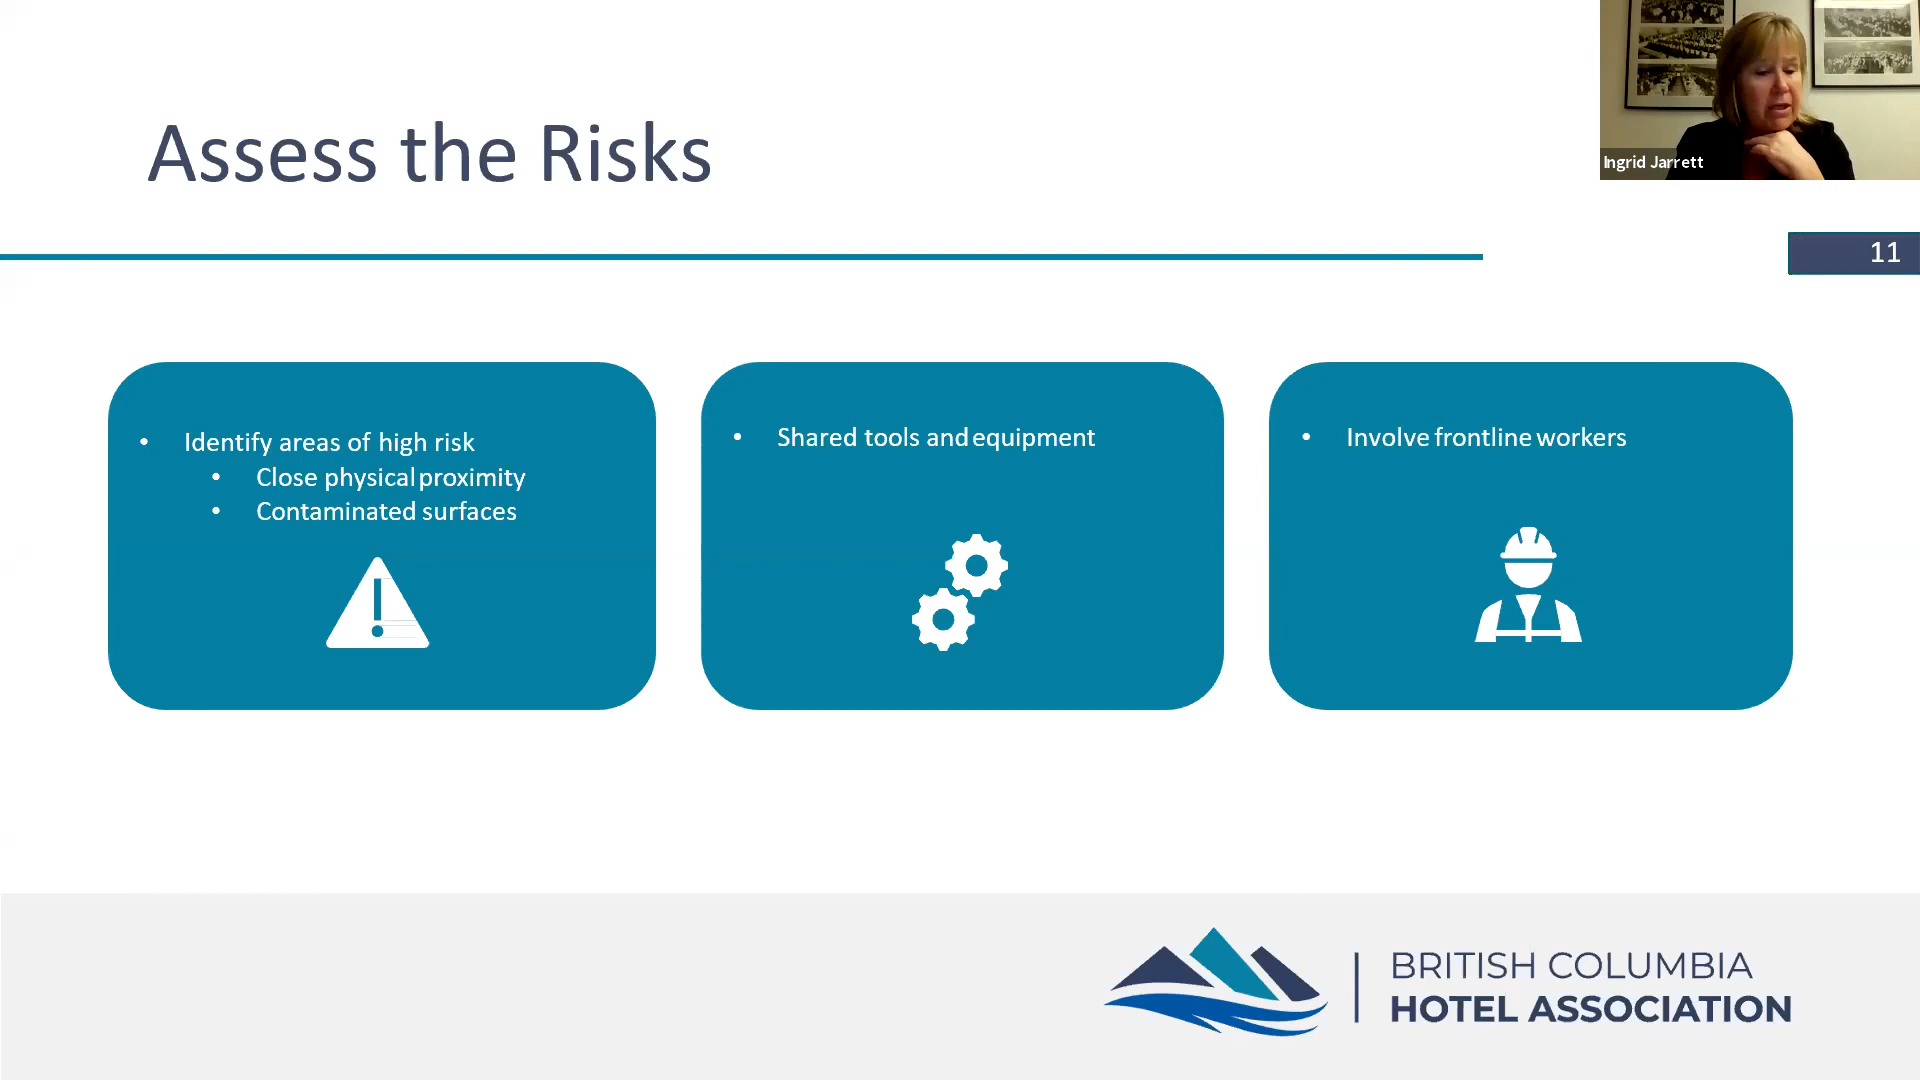 Assess the Risks
Ingrid Jarrett
11
• Identify areas of high risk
• Close physical proximity
• Contaminated surfaces
• Shared tools and equipment
• Involve frontline workers
BRITISH COLUMBIA
HOTEL ASSOCIATION